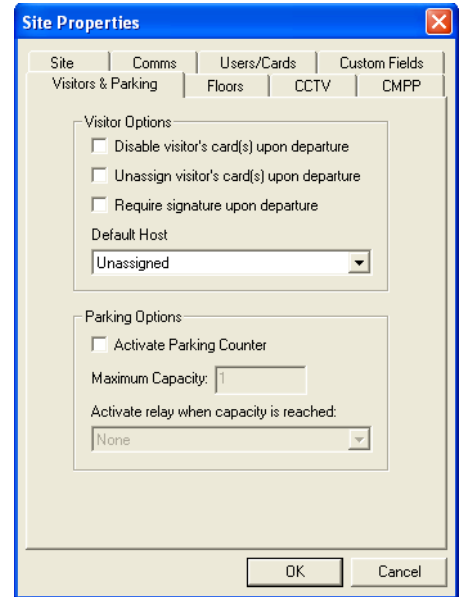 Site Properties
Site Comms Users/Cards Custom Fields
Visitors & Parking Floors CCTV CMPP
Visitor Options
Disable visitor's card(s) upon departure
Unassign visitor's card(s) upon departure
Require signature upon departure
Default Host
Unassigned
Parking Options
Activate Parking Counter
Maximum Capacity: 1
Activate relay when capacity is reached:
None
OK Cancel